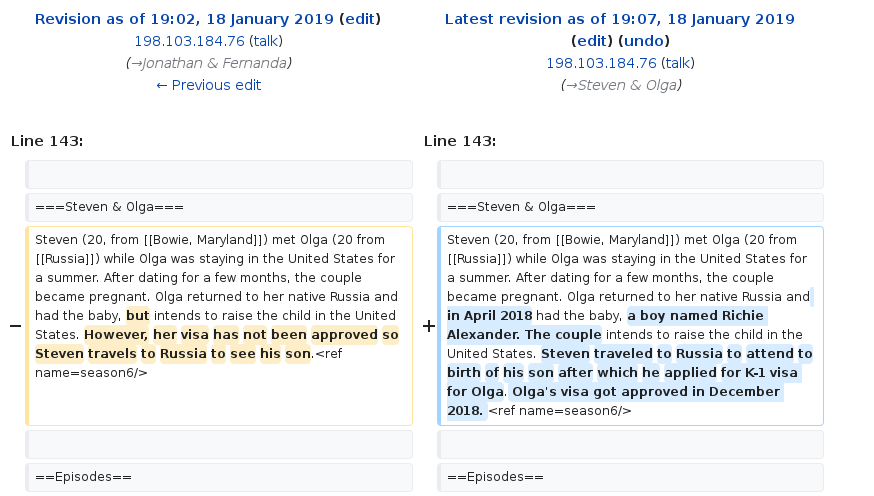 Revision as of 19:02, 18 January 2019 (edit)
198.103.184.76 (talk)
(→Jonathan & Fernanda)
← Previous edit
Latest revision as of 19:07, 18 January 2019
(edit) (undo)
198.103.184.76 (talk)
(→Steven & Olga)
Line 143:
Line 143:
===Steven & Olga===
===Steven & Olga===
−
Steven (20, from [[Bowie, Maryland]]) met Olga (20 from
[[Russia]]) while Olga was staying in the United States for
a summer. After dating for a few months, the couple
became pregnant. Olga returned to her native Russia and
had the baby, but intends to raise the child in the United
States. However, her visa has not been approved so
Steven travels to Russia to see his son.<ref
name=season6/>
+
Steven (20, from [[Bowie, Maryland]]) met Olga (20 from
[[Russia]]) while Olga was staying in the United States for
a summer. After dating for a few months, the couple
became pregnant. Olga returned to her native Russia and
in April 2018 had the baby, a boy named Richie
Alexander. The couple intends to raise the child in the
United States. Steven traveled to Russia to attend to
birth of his son after which he applied for K-1 visa
for Olga. Olga's visa got approved in December
2018. <ref name=season6/>
==Episodes==
==Episodes==